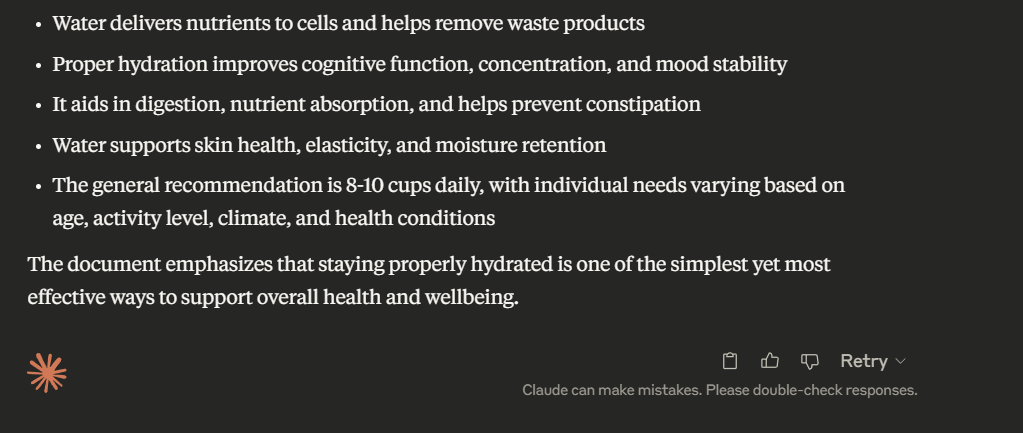 • Water delivers nutrients to cells and helps remove waste products
• Proper hydration improves cognitive function, concentration, and mood stability
• It aids in digestion, nutrient absorption, and helps prevent constipation
• Water supports skin health, elasticity, and moisture retention
• The general recommendation is 8-10 cups daily, with individual needs varying based on
age, activity level, climate, and health conditions
The document emphasizes that staying properly hydrated is one of the simplest yet most
effective ways to support overall health and wellbeing.
Retry
Claude can make mistakes. Please double-check responses.